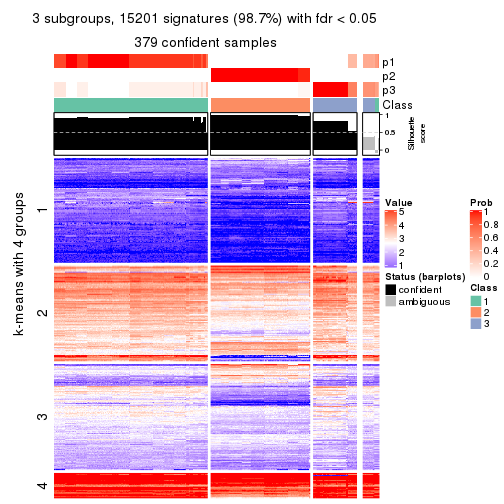 3 subgroups, 15201 signatures (98.7%) with fdr < 0.05
379 confident samples
p1
p2
p3
Class
1
0.5
0
Silhouette
score
k-means with 4 groups
1
2
3
4
Value
5
4
3
2
1
Status (barplots)
confident
ambiguous
Prob
1
0.8
0.6
0.4
0.2
0
Class
1
2
3